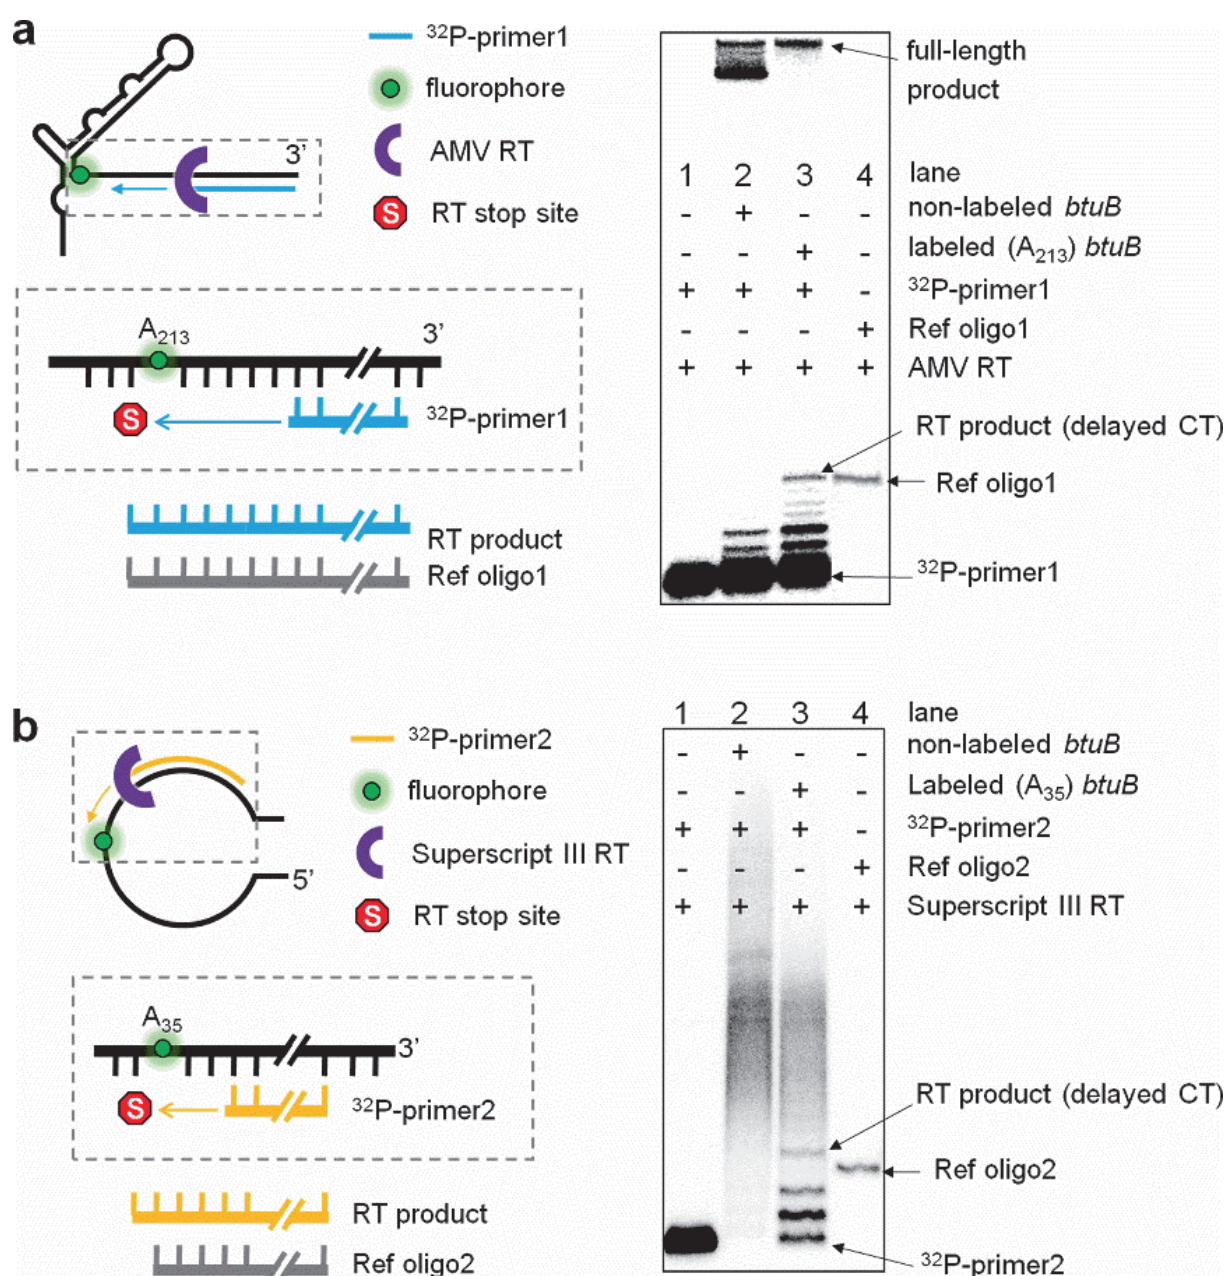 a
³²P-primer1
fluorophore
AMV RT
RT stop site
S
3'
A₂₁₃
3'
S
³²P-primer1
RT product
Ref oligo1
full-length
product
1 2 3 4 lane
- + - - non-labeled btuB
- - + - labeled (A₂₁₃) btuB
+ + + - ³²P-primer1
- - - + Ref oligo1
+ + + + AMV RT
RT product (delayed CT)
Ref oligo1
³²P-primer1
b
³²P-primer2
fluorophore
Superscript III RT
S
RT stop site
5'
A₃₅
3'
S
³²P-primer2
RT product
Ref oligo2
1 2 3 4 lane
- + - - non-labeled btuB
- - + - Labeled (A₃₅) btuB
+ + + - ³²P-primer2
- - - + Ref oligo2
+ + + + Superscript III RT
RT product (delayed CT)
Ref oligo2
³²P-primer2